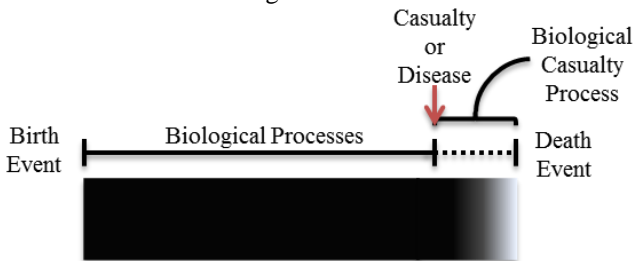 Casualty
or
Disease
Biological
Casualty
Process
Birth
Event
Biological Processes
Death
Event